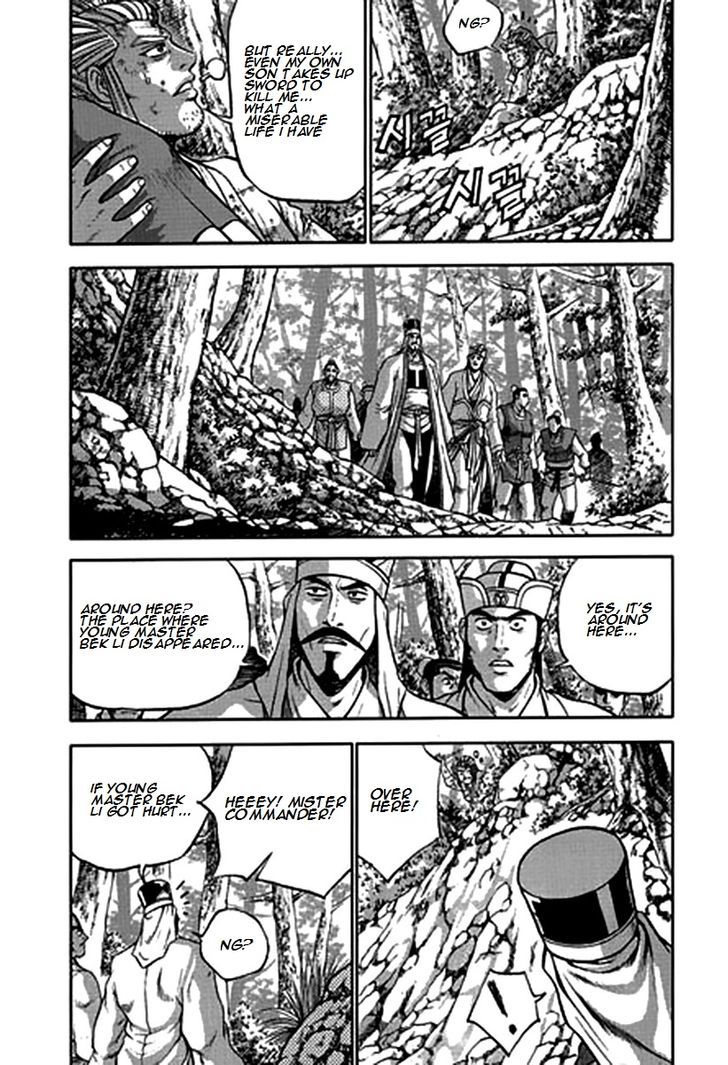 BUT REALLY...
EVEN MY OWN
SON TAKES UP
SWORD TO
KILL ME...
WHAT A
MISERABLE
LIFE I HAVE
NG?
시끌
시끌
AROUND HERE?
THE PLACE WHERE
YOUNG MASTER
BEK LI DISAPPEARED...
YES, IT'S
AROUND
HERE...
IF YOUNG
MASTER BEK
LI GOT HURT...
HEEEY! MISTER
COMMANDER!
NG?
OVER
HERE!
!